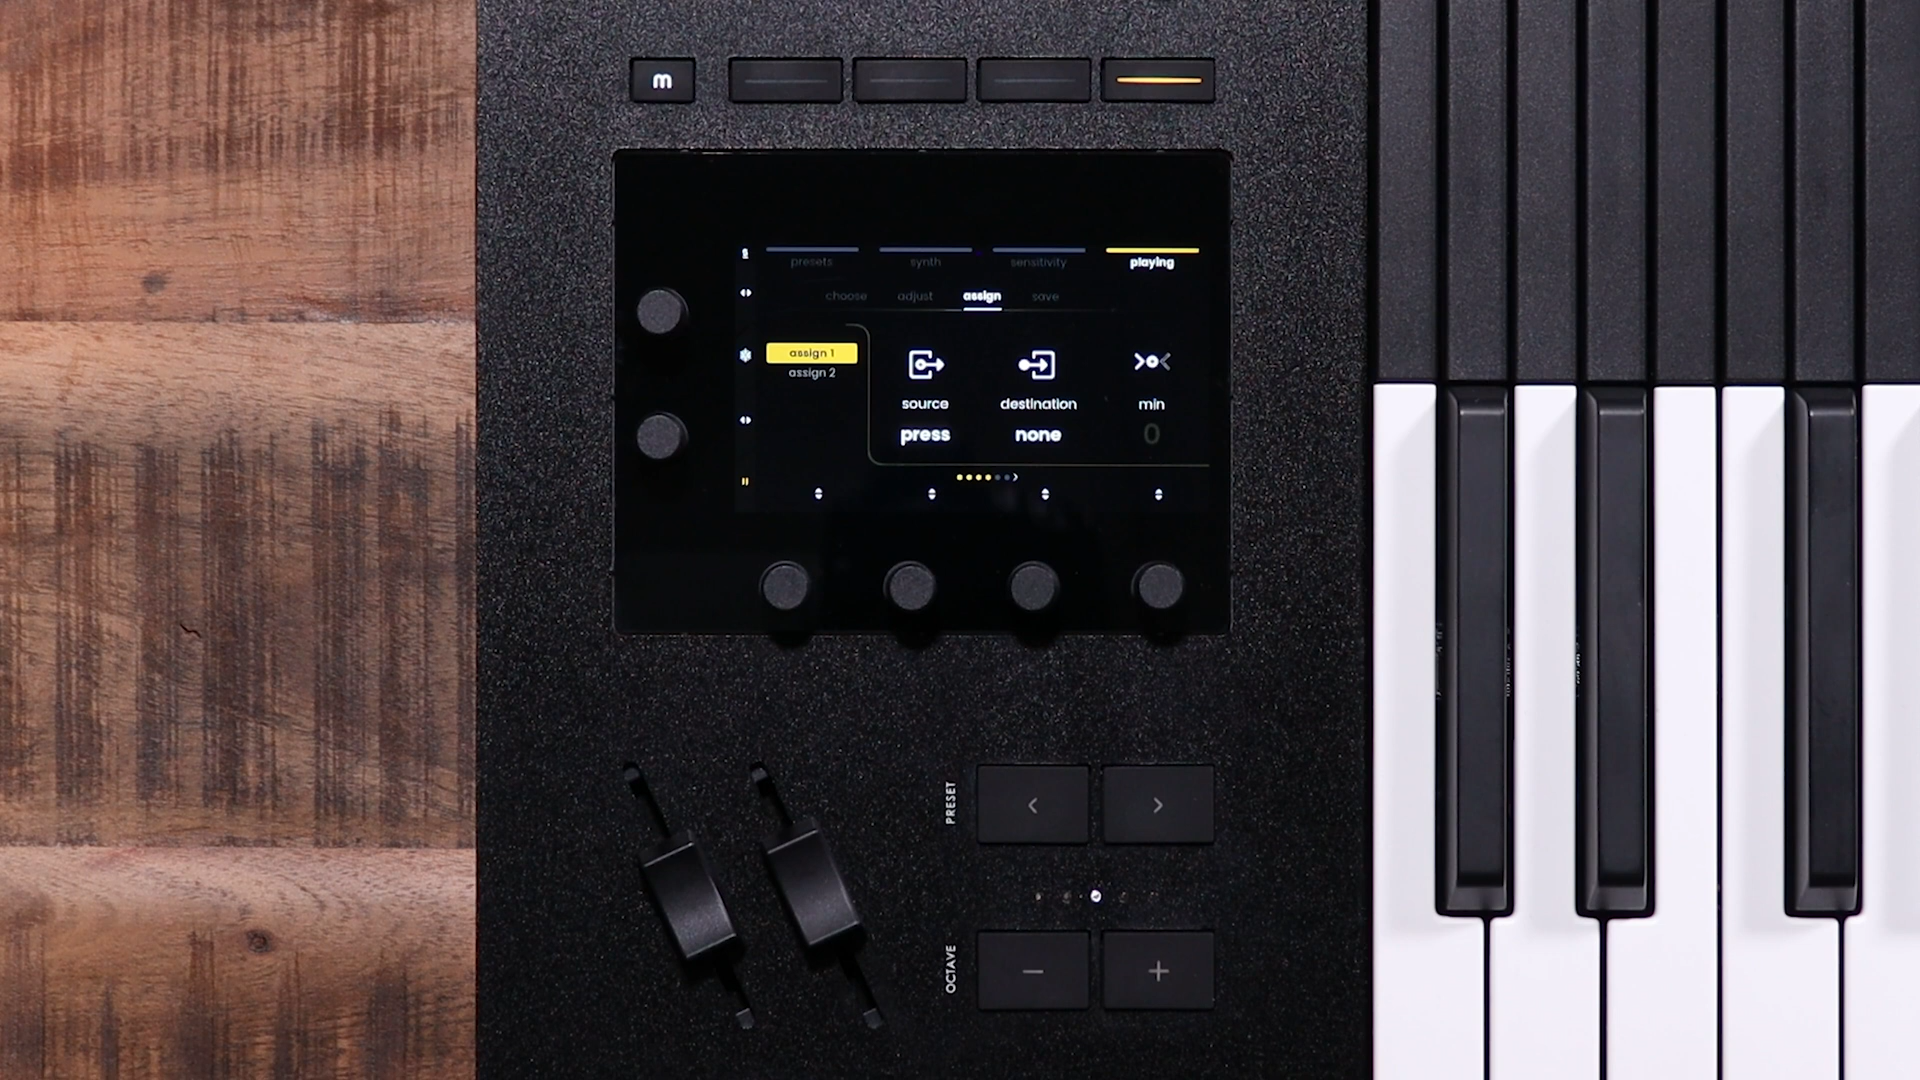 m
presets synth sensitivity playing
choose adjust assign save
assign 1
assign 2
source destination min
press none 0
PRESET
OCTAVE